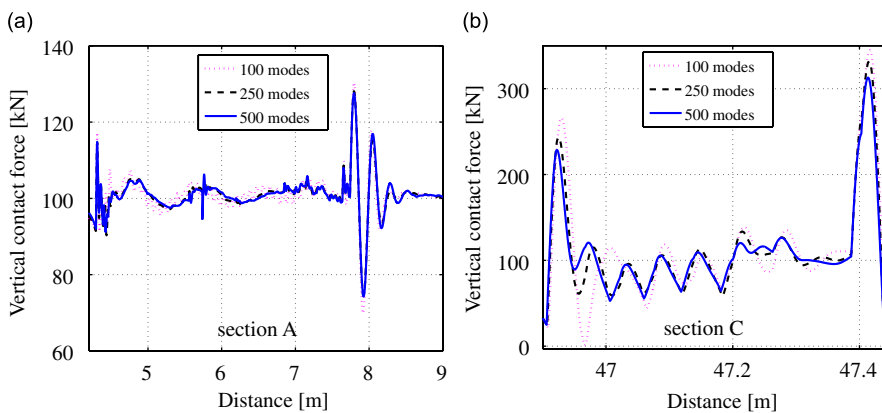 (a)
140
120
100
80
60
Vertical contact force [kN]
100 modes
250 modes
500 modes
section A
5
6
7
8
9
Distance [m]
(b)
300
200
100
0
Vertical contact force [kN]
100 modes
250 modes
500 modes
section C
47
47.2
47.4
Distance [m]